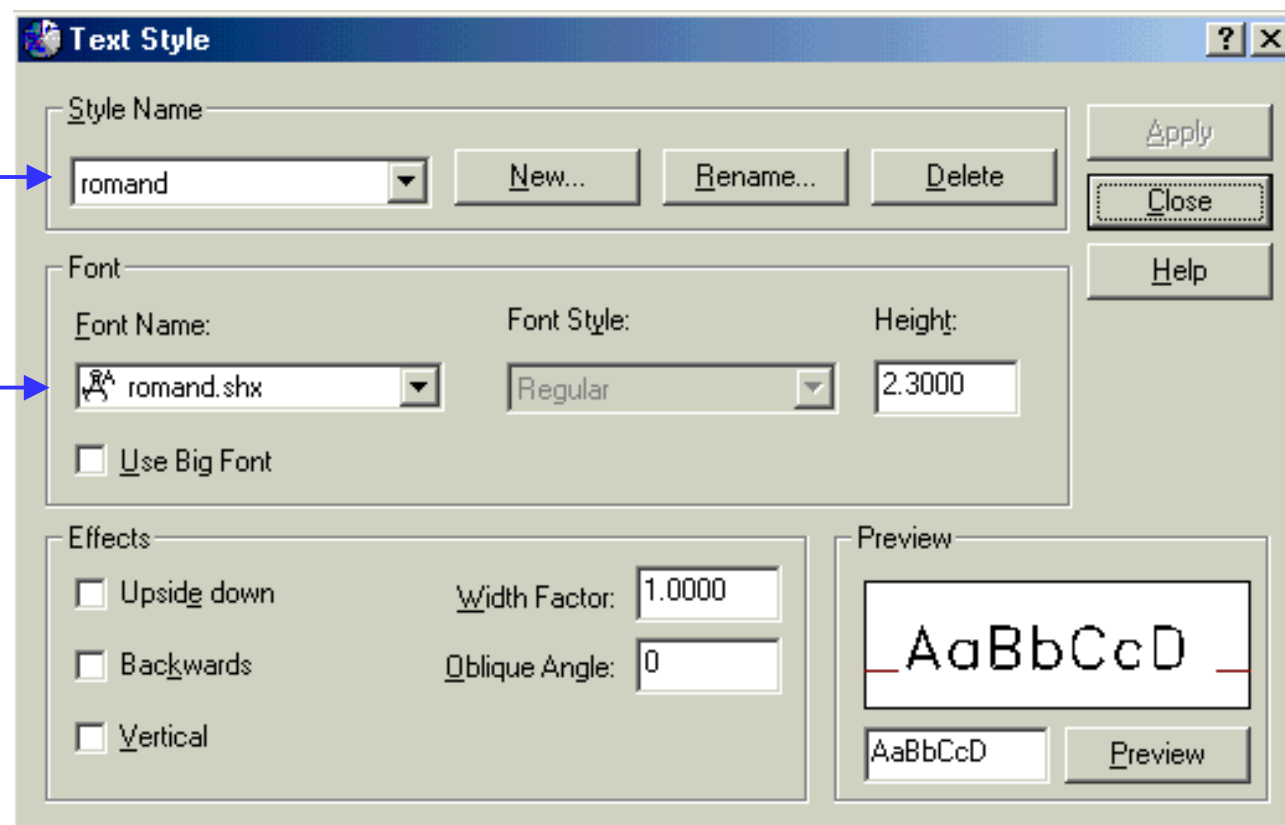 Text Style
? ×
Style Name
romand
New...
Rename...
Delete
Apply
Close
Help
Font
Font Name:
Font Style:
Height:
romand.shx
Regular
2.3000
Use Big Font
Effects
Upside down
Width Factor:
1.0000
Backwards
Oblique Angle:
0
Vertical
Preview
AaBbCcD
AaBbCcD
Preview